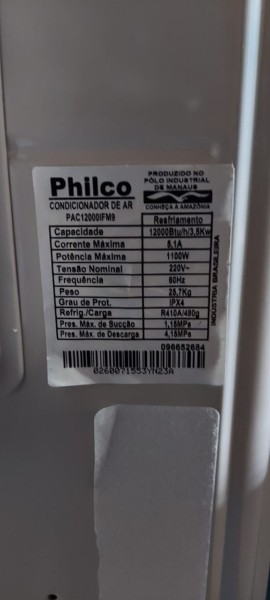 Philco
PRODUZIDO NO
PÓLO INDUSTRIAL
DE MANAUS
CONHEÇA A AMAZÔNIA
CONDICIONADOR DE AR
PAC12000IFM9
Resfriamento
Capacidade 12000Btu/h/3,5Kw
Corrente Máxima 5,1A
Potência Máxima 1100W
Tensão Nominal 220V~
Frequência 60Hz
Peso 25,7Kg
Grau de Prot. IPX4
Refrig./Carga R410A/480g
Pres. Máx. de Sucção 1,15MPa
Pres. Máx. de Descarga 4,15MPa
INDÚSTRIA BRASILEIRA
096652684
0260071553YN23A